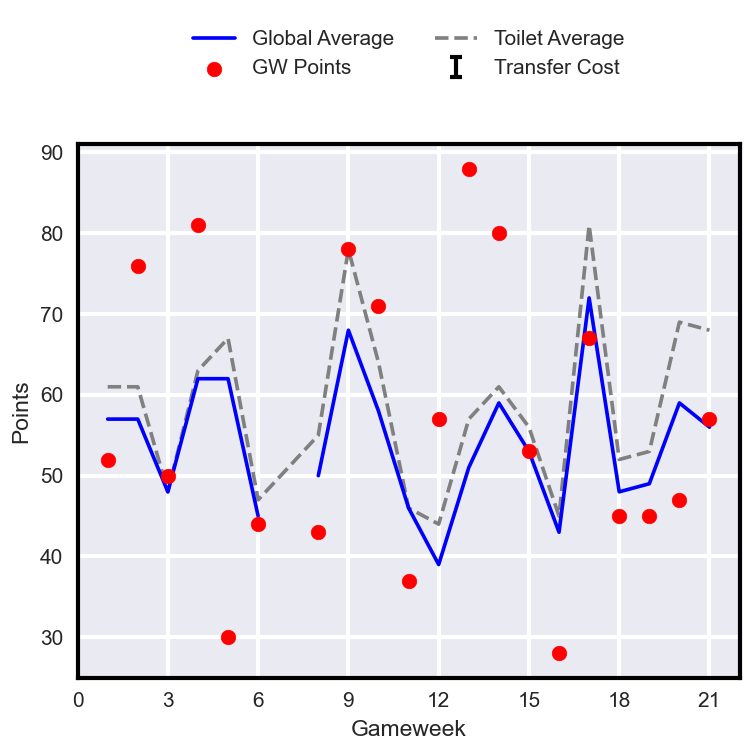 Global Average
Toilet Average
GW Points
Transfer Cost
90
80
70
60
50
40
30
Points
0 3 6 9 12 15 18 21
Gameweek